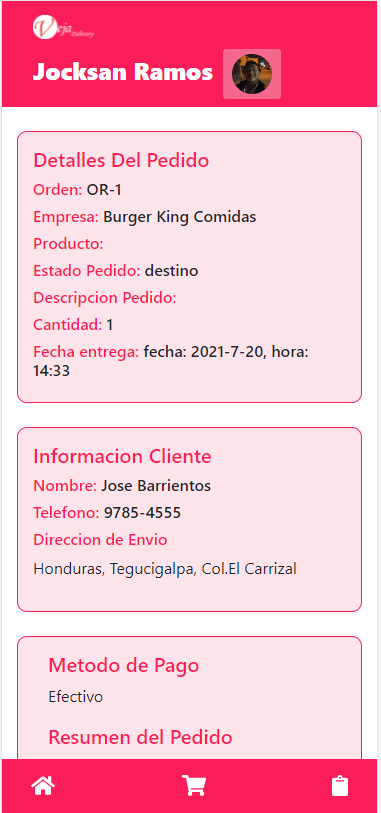 Veja
Delivery
Jocksan Ramos
Detalles Del Pedido
Orden: OR-1
Empresa: Burger King Comidas
Producto:
Estado Pedido: destino
Descripcion Pedido:
Cantidad: 1
Fecha entrega: fecha: 2021-7-20, hora:
14:33
Informacion Cliente
Nombre: Jose Barrientos
Telefono: 9785-4555
Direccion de Envio
Honduras, Tegucigalpa, Col.El Carrizal
Metodo de Pago
Efectivo
Resumen del Pedido